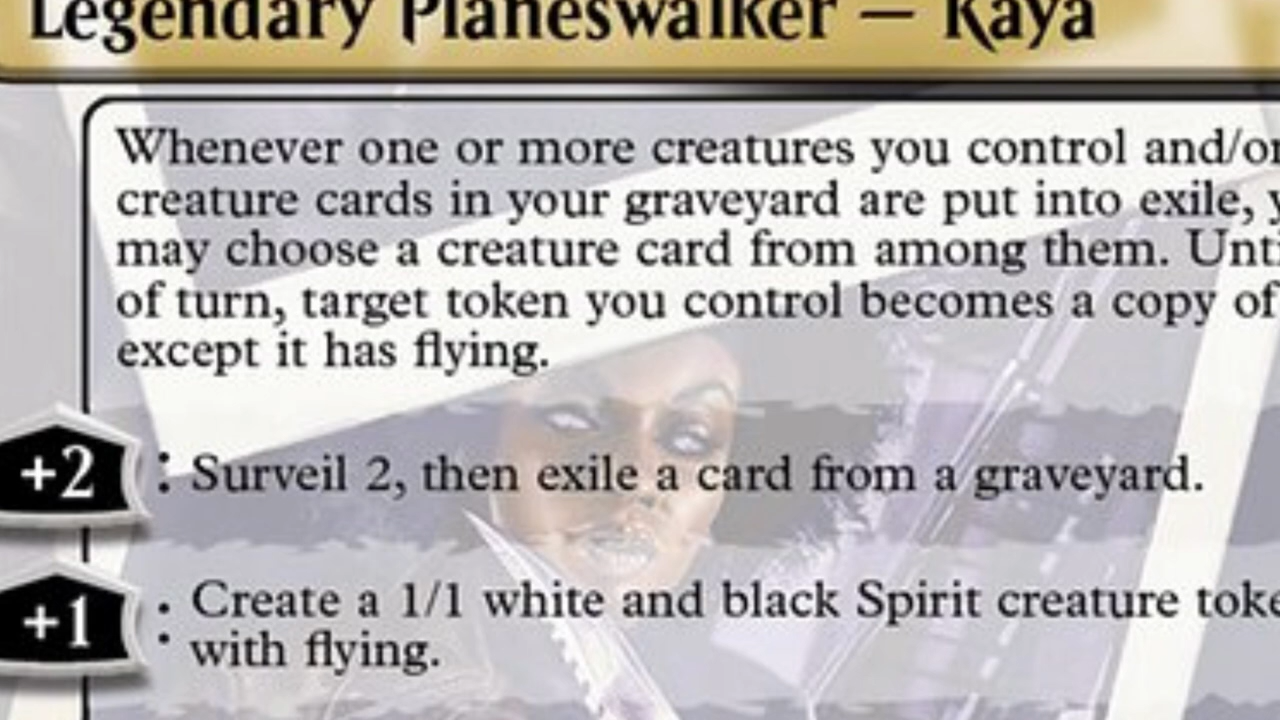 Legendary Planeswalker — Kaya
Whenever one or more creatures you control and/or
creature cards in your graveyard are put into exile,
may choose a creature card from among them.
of turn, target token you control becomes a copy of
except it has flying.
+2 : Surveil 2, then exile a card from a graveyard.
+1 : Create a 1/1 white and black Spirit creature
with flying.